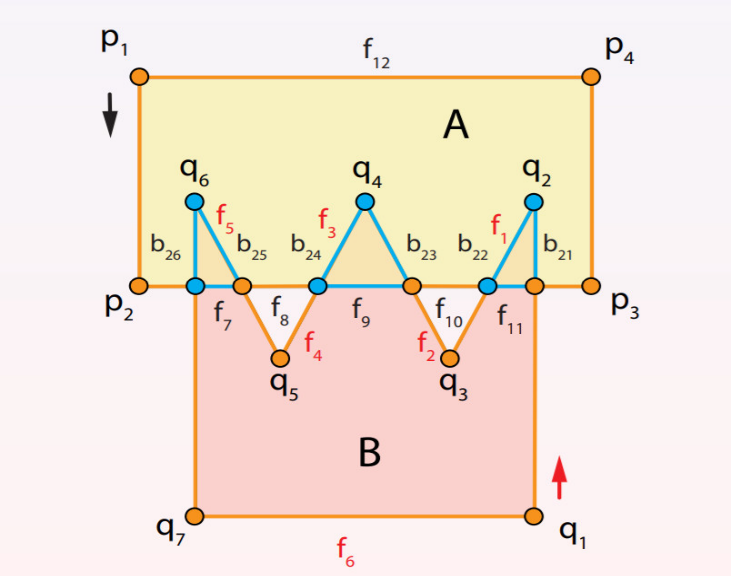 p₁ f₁₂ p₄
A
q₆ q₄ q₂
f₅ f₃ f₁
b₂₆ b₂₅ b₂₄ b₂₃ b₂₂ b₂₁
p₂ f₇ f₈ f₉ f₁₀ f₁₁ p₃
f₄ f₂
q₅ q₃
B
q₇ q₁
f₆